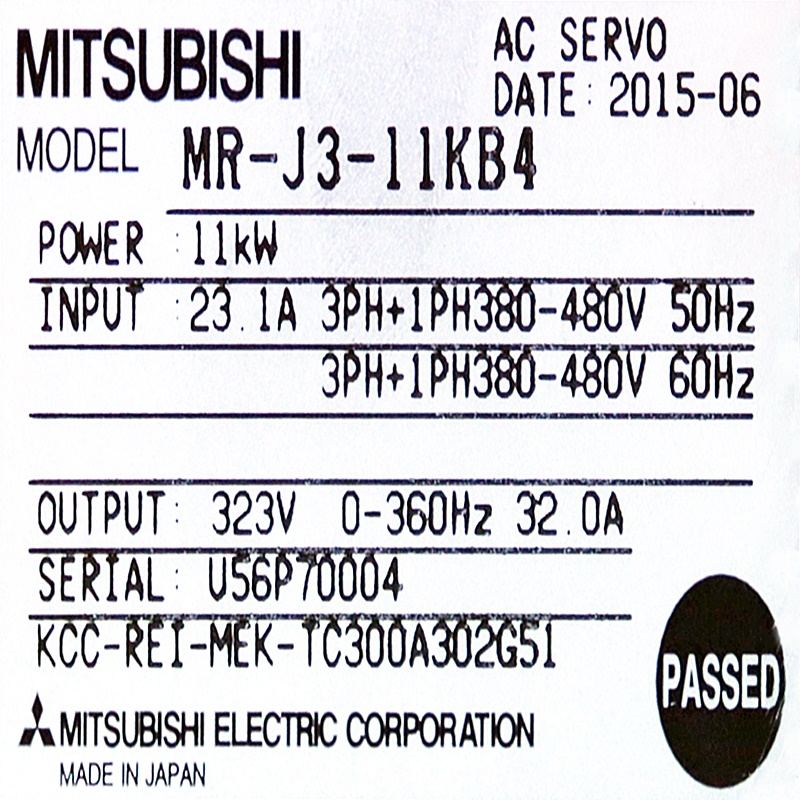 MITSUBISHI
AC SERVO
DATE: 2015-06
MODEL MR-J3-11KB4
POWER : 11kW
INPUT : 23.1A 3PH+1PH380-480V 50Hz
3PH+1PH380-480V 60Hz
OUTPUT: 323V 0-360Hz 32.0A
SERIAL: U56P70004
KCC-REI-MEK-TC300A302G51
PASSED
MITSUBISHI ELECTRIC CORPORATION
MADE IN JAPAN